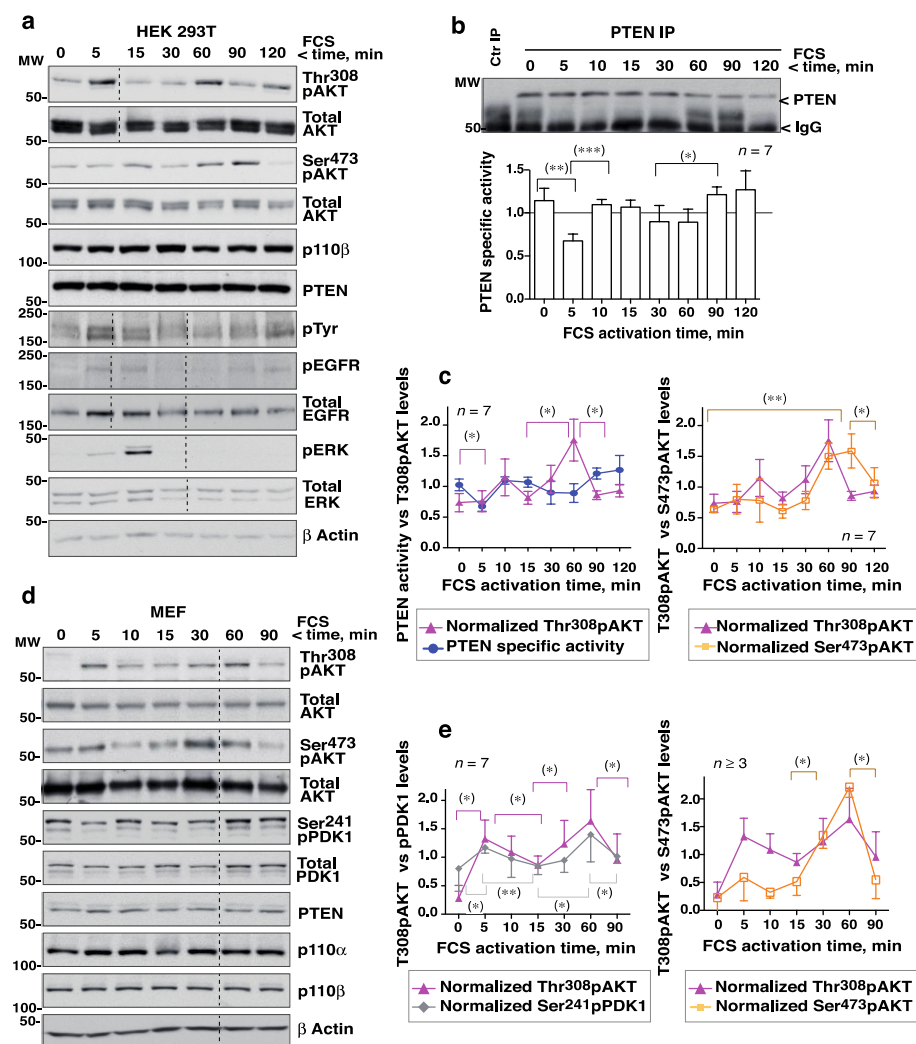 a
HEK 293T
0 5 15 30 60 90 120
FCS
< time, min
MW
Thr308
pAKT
50-
Total
AKT
50-
Ser473
pAKT
Total
AKT
p110β
100-
PTEN
50-
250-
pTyr
150-
250-
pEGFR
150-
Total
EGFR
50-
pERK
50-
Total
ERK
50-
β Actin
b
Ctr IP
PTEN IP
0 5 10 15 30 60 90 120
FCS
< time, min
MW
< PTEN
50-
< IgG
n = 7
(**) (***) (*)
PTEN specific activity
1.5
1.0
0.5
1.0
0 5 10 15 30 60 90 120
FCS activation time, min
c
PTEN activity vs T308pAKT levels
n = 7
(*) (*) (*)
2.5
2.0
1.5
1.0
0.5
0.0
0 5 10 15 30 60 90 120
FCS activation time, min
Normalized Thr308pAKT
PTEN specific activity
T308pAKT vs S473pAKT levels
(**) (*)
2.5
2.0
1.5
1.0
0.5
0.0
n = 7
0 5 10 15 30 60 90 120
FCS activation time, min
Normalized Thr308pAKT
Normalized Ser473pAKT
d
MEF
0 5 10 15 30 60 90
FCS
< time, min
MW
Thr308
pAKT
50-
Total
AKT
50-
Ser473
pAKT
50-
Total
AKT
50-
Ser241
pPDK1
50-
Total
PDK1
50-
PTEN
p110α
100-
p110β
100-
50-
β Actin
e
T308pAKT vs pPDK1 levels
n = 7
(*) (*) (*) (*)
2.0
1.5
1.0
0.5
0.0
(*) (**) (*) (*)
0 5 10 15 30 60 90
FCS activation time, min
Normalized Thr308pAKT
Normalized Ser241pPDK1
T308pAKT vs S473pAKT levels
n ≥ 3
(*) (*)
2.5
2.0
1.5
1.0
0.5
0.0
0 5 10 15 30 60 90
FCS activation time, min
Normalized Thr308pAKT
Normalized Ser473pAKT